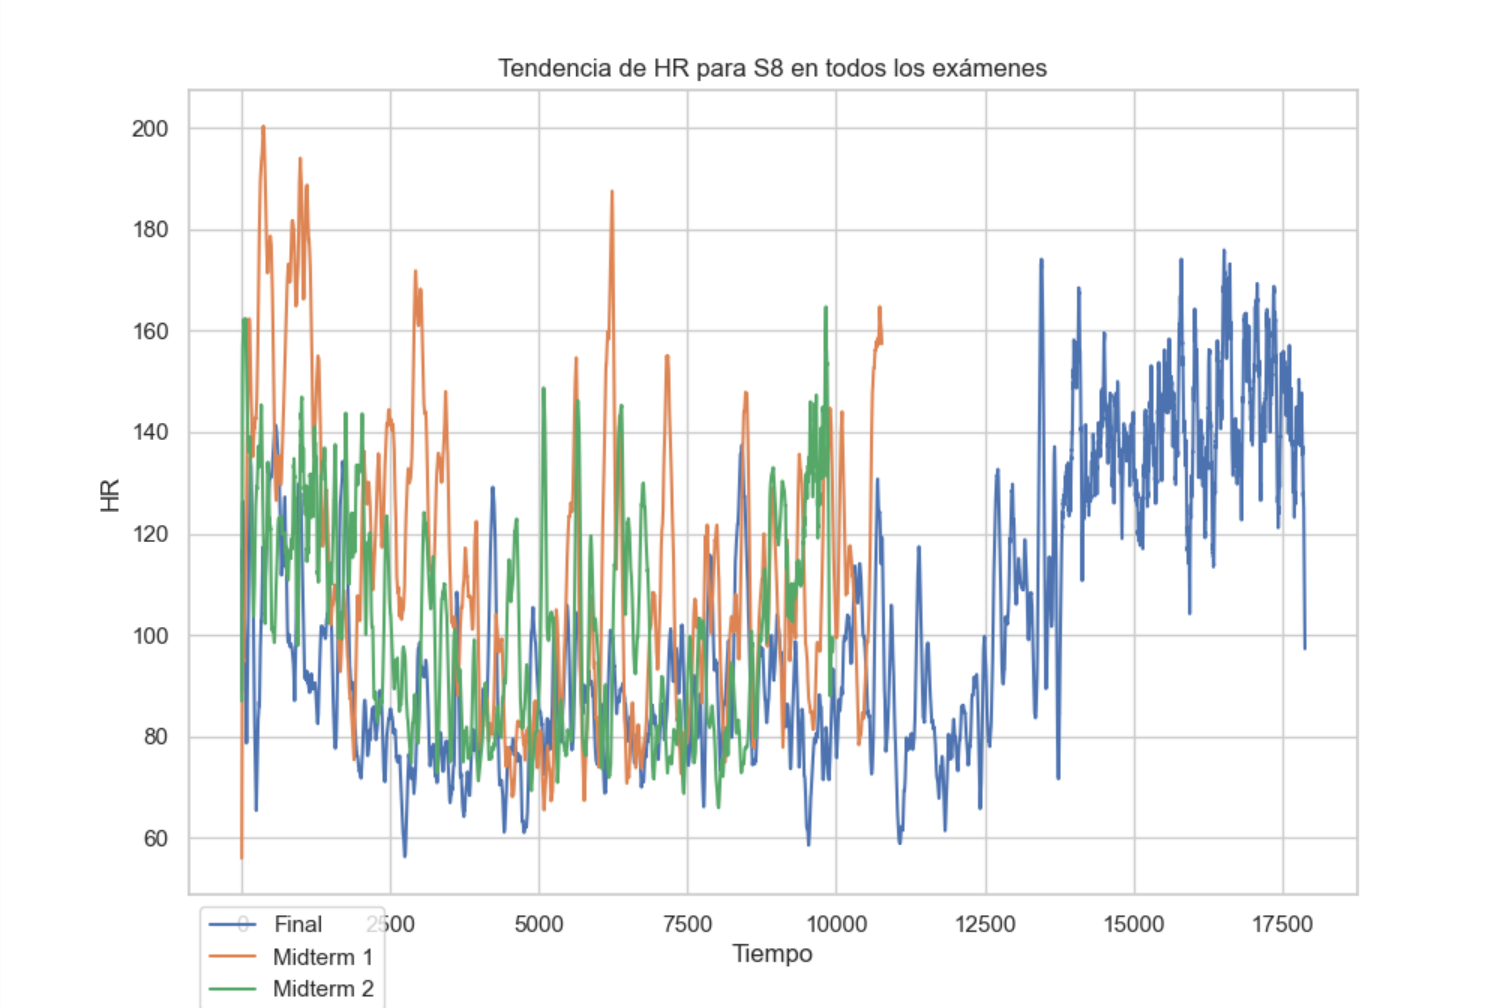 Tendencia de HR para S8 en todos los exámenes
200
180
160
140
120
100
80
60
HR
0 2500 5000 7500 10000 12500 15000 17500
Tiempo
Final
Midterm 1
Midterm 2